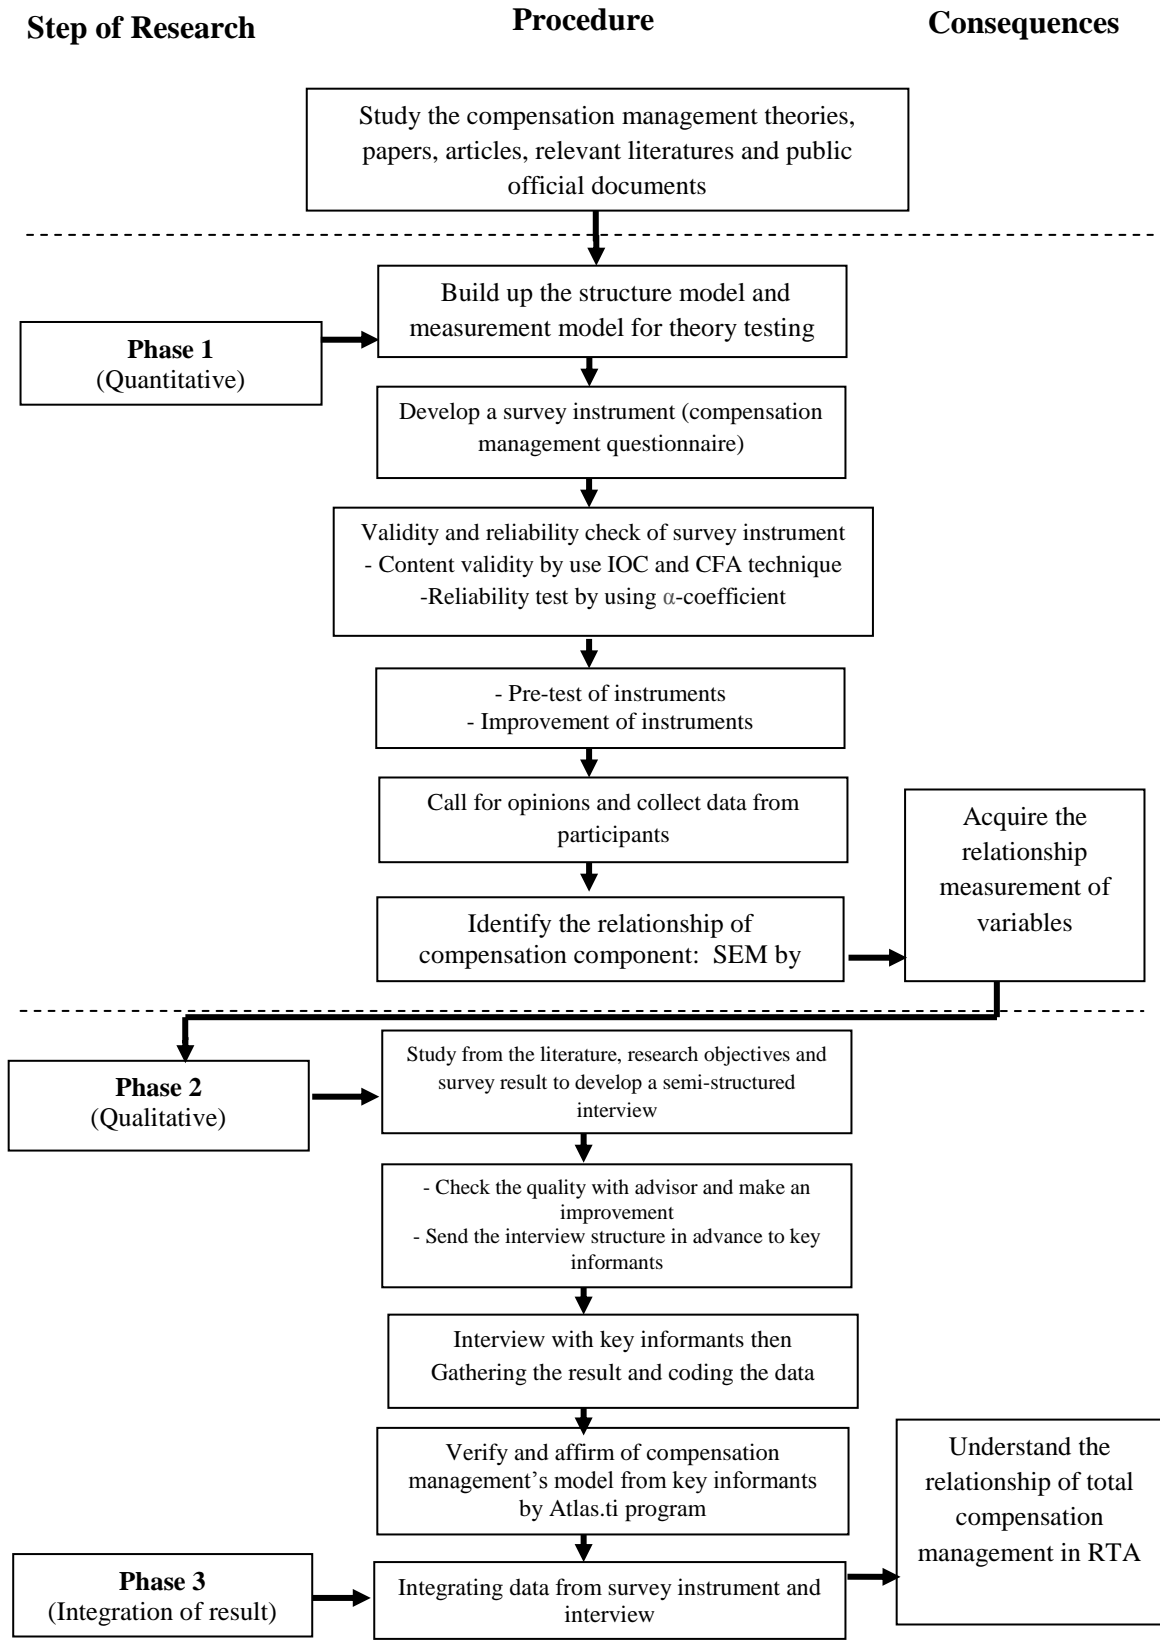 Step of Research
Procedure
Consequences
Study the compensation management theories,
papers, articles, relevant literatures and public
official documents
Build up the structure model and
measurement model for theory testing
Phase 1
(Quantitative)
Develop a survey instrument (compensation
management questionnaire)
Validity and reliability check of survey instrument
- Content validity by use IOC and CFA technique
-Reliability test by using α-coefficient
- Pre-test of instruments
- Improvement of instruments
Call for opinions and collect data from
participants
Identify the relationship of
compensation component:  SEM by
Acquire the
relationship
measurement of
variables
Phase 2
(Qualitative)
Study from the literature, research objectives and
survey result to develop a semi-structured
interview
- Check the quality with advisor and make an
improvement
- Send the interview structure in advance to key
informants
Interview with key informants then
Gathering the result and coding the data
Verify and affirm of compensation
management’s model from key informants
by Atlas.ti program
Phase 3
(Integration of result)
Integrating data from survey instrument and
interview
Understand the
relationship of total
compensation
management in RTA